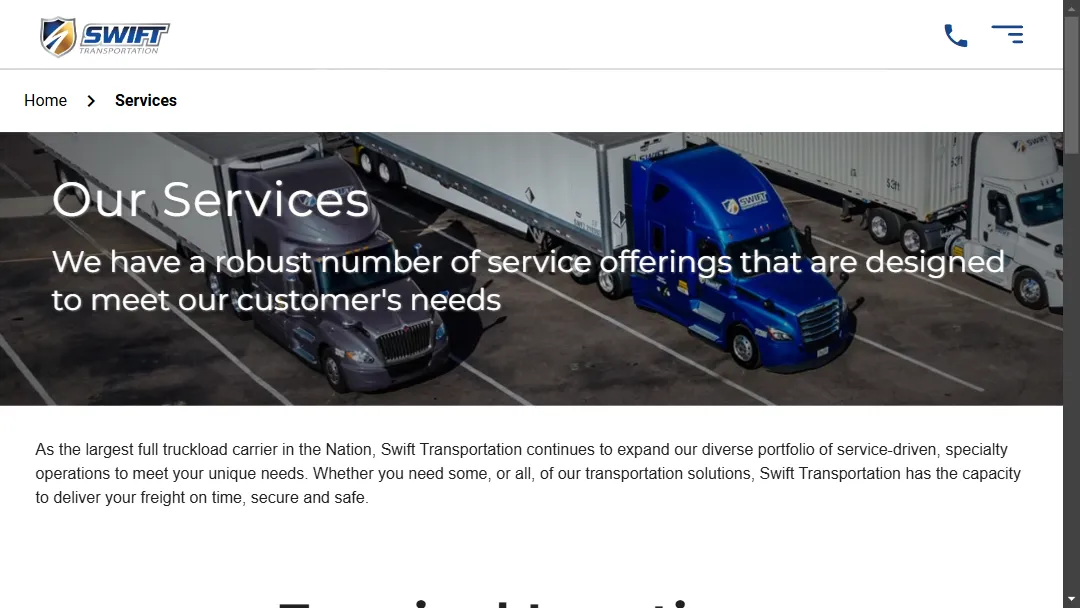 SWIFT
TRANSPORTATION
Home
Services
Our Services
We have a robust number of service offerings that are designed
to meet our customer's needs
SWIFT
SWIFT
53ft
As the largest full truckload carrier in the Nation, Swift Transportation continues to expand our diverse portfolio of service-driven, specialty
operations to meet your unique needs. Whether you need some, or all, of our transportation solutions, Swift Transportation has the capacity
to deliver your freight on time, secure and safe.